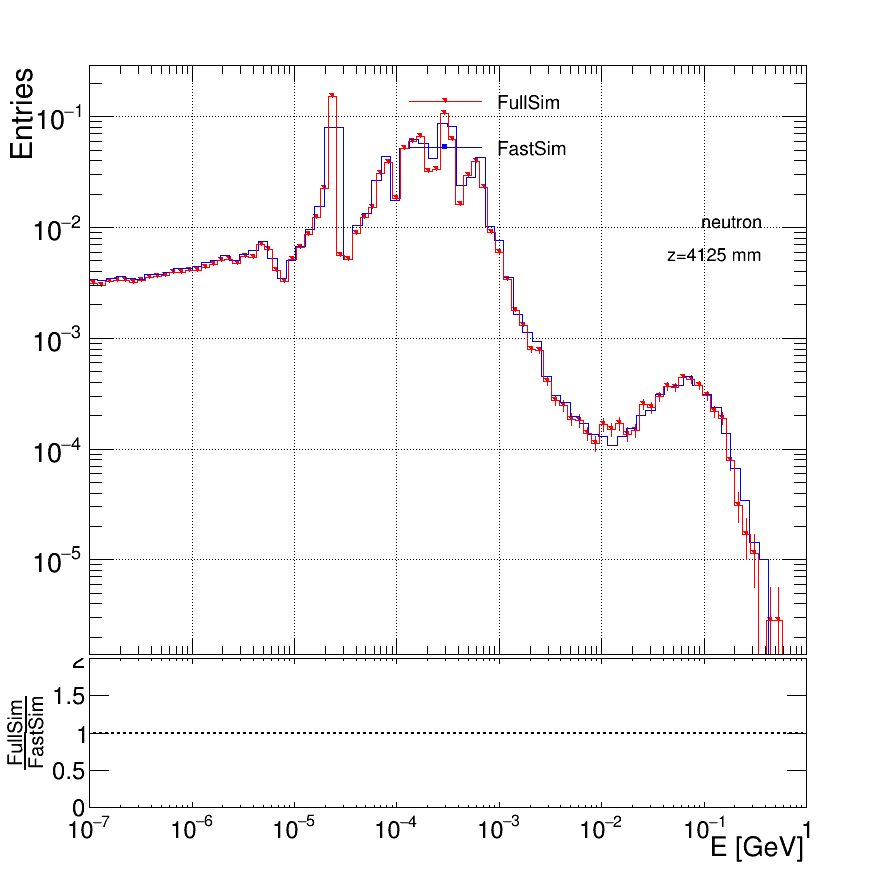 Entries
10⁻¹
10⁻²
10⁻³
10⁻⁴
10⁻⁵
FullSim
FastSim
neutron
z=4125 mm
FullSim
FastSim
2
1.5
1
0.5
0
10⁻⁷ 10⁻⁶ 10⁻⁵ 10⁻⁴ 10⁻³ 10⁻² 10⁻¹ 1
E [GeV]